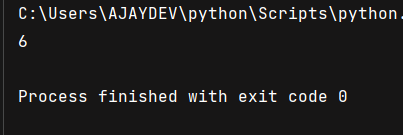 C:\Users\AJAYDEV\python\Scripts\python.
6
Process finished with exit code 0